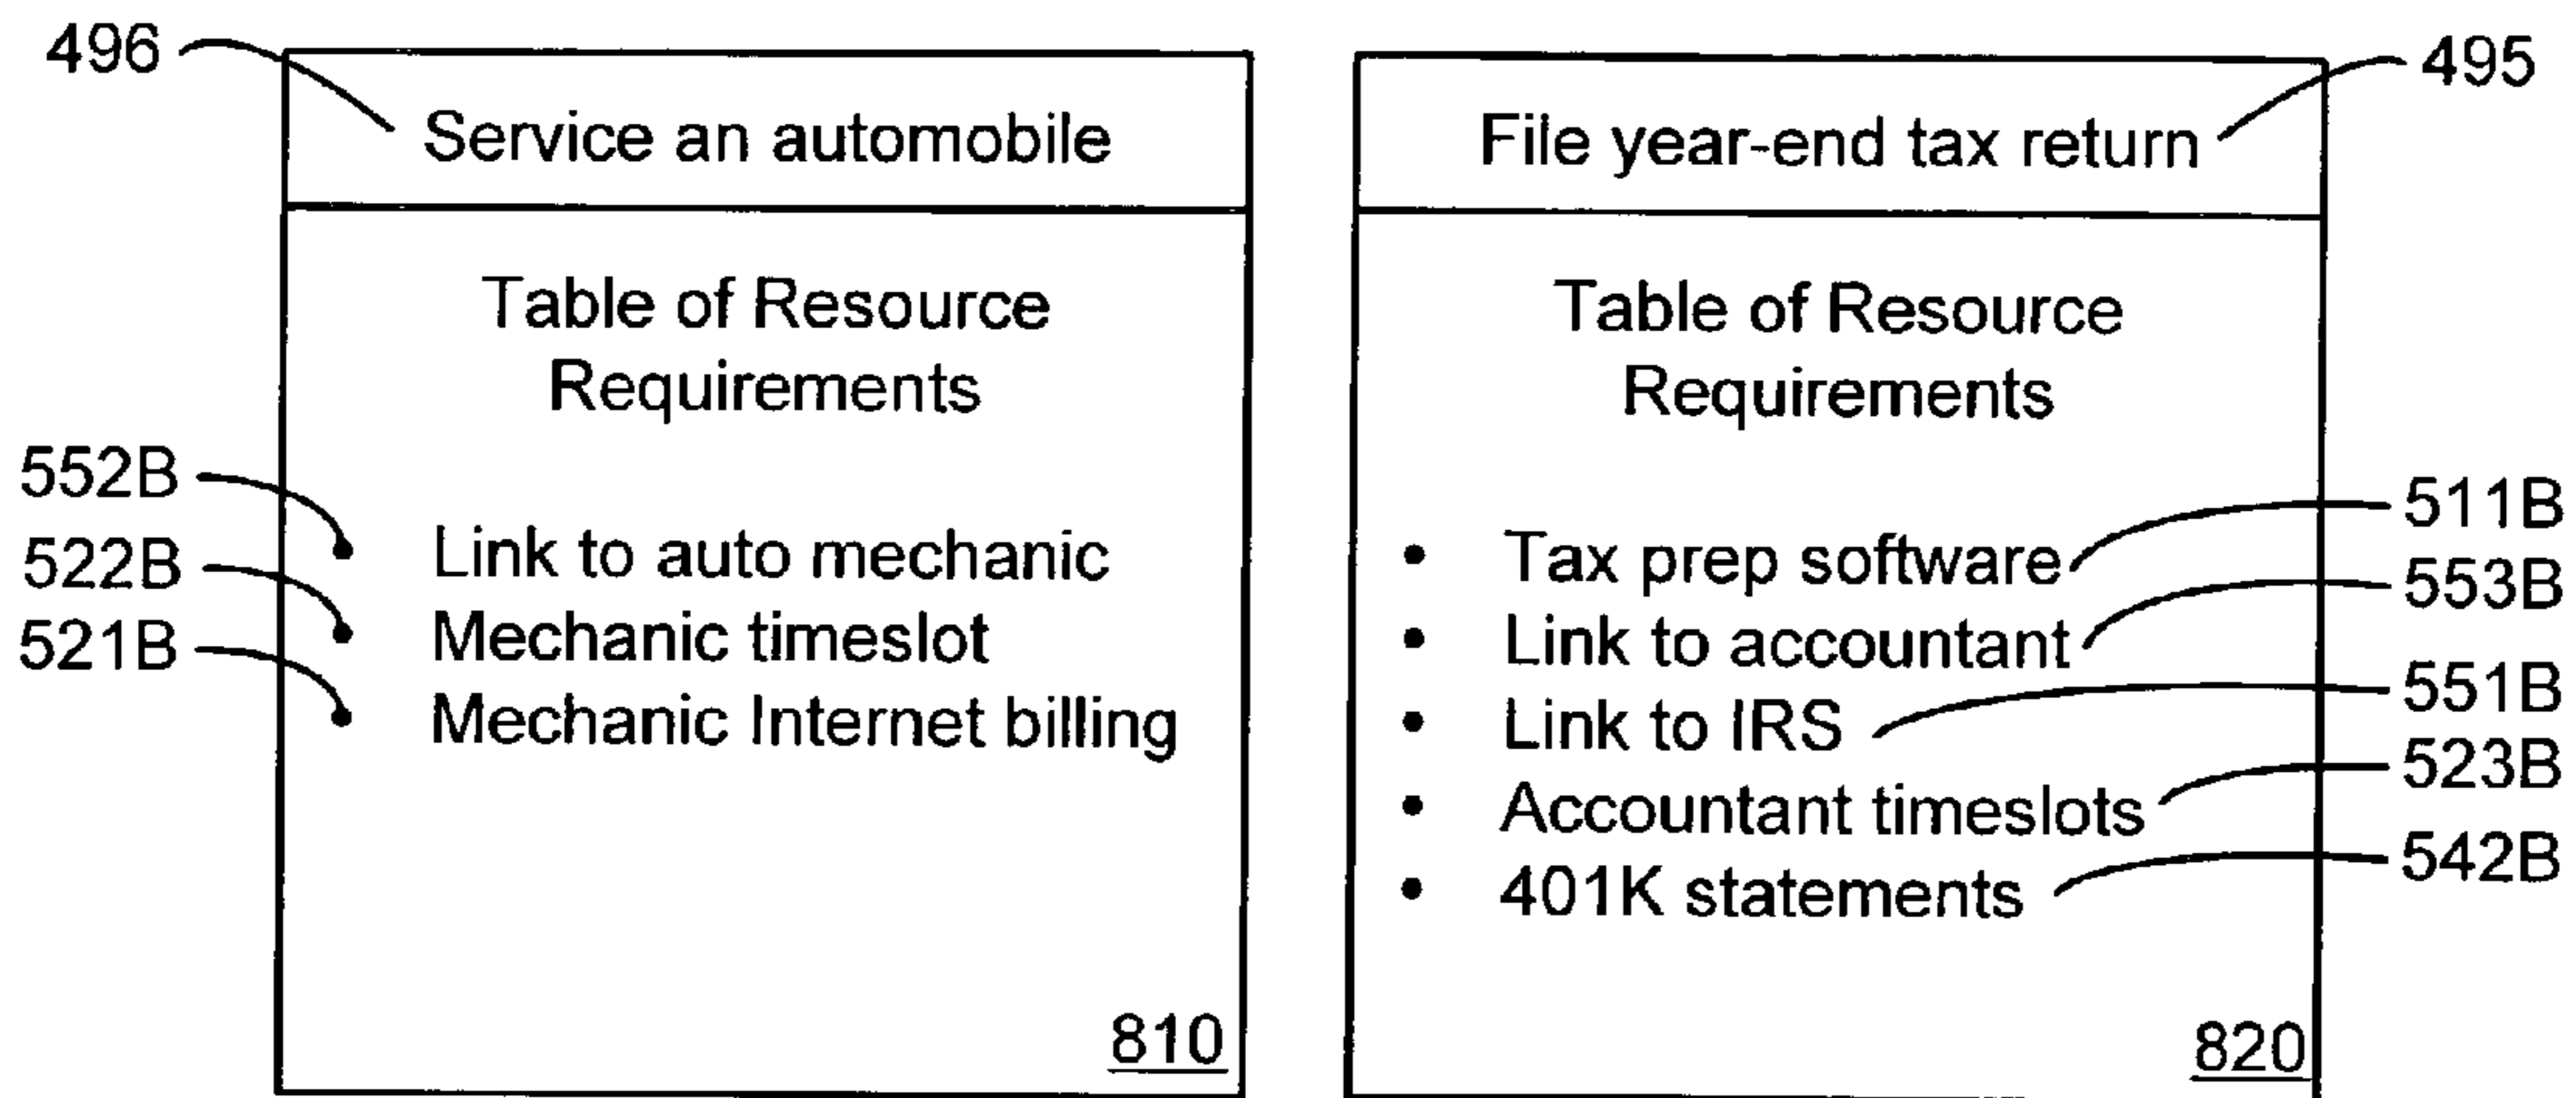 496
Service an automobile
Table of Resource
Requirements
552B
• Link to auto mechanic
522B
• Mechanic timeslot
521B
• Mechanic Internet billing
810
File year-end tax return
495
Table of Resource
Requirements
• Tax prep software
511B
• Link to accountant
553B
• Link to IRS
551B
• Accountant timeslots
523B
• 401K statements
542B
820